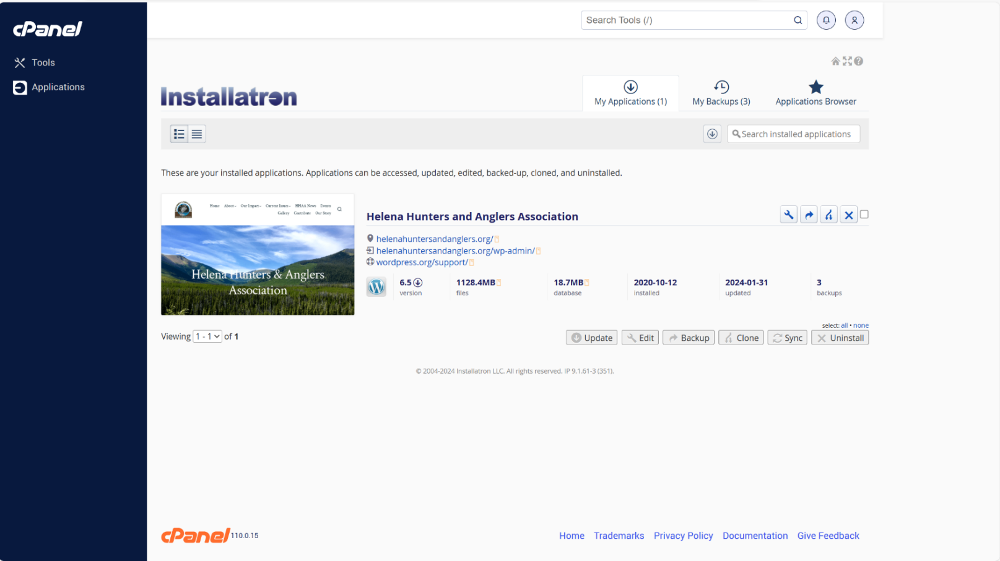 cPanel
Search Tools (/)
Tools
Applications
Installatron
My Applications (1)
My Backups (3)
Applications Browser
Search installed applications
These are your installed applications. Applications can be accessed, updated, edited, backed-up, cloned, and uninstalled.
Home About Our Impact Current Issues HHAA News Events
Gallery Contribute Our Story
Helena Hunters & Anglers
Association
Helena Hunters and Anglers Association
helenahuntersandanglers.org/
helenahuntersandanglers.org/wp-admin/
wordpress.org/support/
6.5 1128.4MB 18.7MB 2020-10-12 2024-01-31 3
version files database installed updated backups
select: all • none
Viewing 1 - 1 of 1
Update Edit Backup Clone Sync Uninstall
© 2004-2024 Installatron LLC. All rights reserved. IP 9.1.61-3 (351).
cPanel 110.0.15
Home Trademarks Privacy Policy Documentation Give Feedback